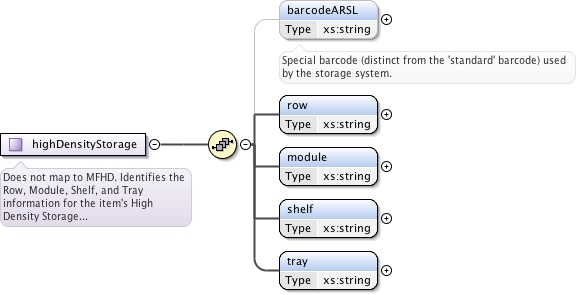 barcodeARSL
Type xs:string
Special barcode (distinct from the 'standard' barcode) used
by the storage system.
row
Type xs:string
highDensityStorage
Does not map to MFHD. Identifies the
Row, Module, Shelf, and Tray
information for the item's High
Density Storage...
module
Type xs:string
shelf
Type xs:string
tray
Type xs:string